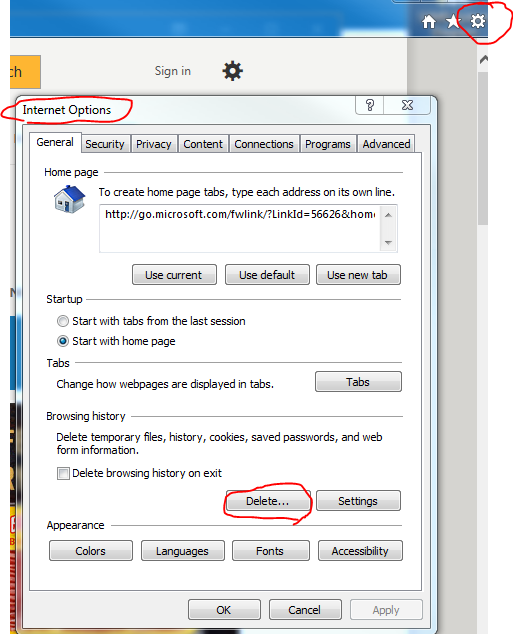 ch
Sign in
Internet Options
General Security Privacy Content Connections Programs Advanced
Home page
To create home page tabs, type each address on its own line.
http://go.microsoft.com/fwlink/?LinkId=56626&hom
Use current Use default Use new tab
Startup
Start with tabs from the last session
Start with home page
Tabs
Change how webpages are displayed in tabs.
Tabs
Browsing history
Delete temporary files, history, cookies, saved passwords, and web
form information.
Delete browsing history on exit
Delete... Settings
Appearance
Colors Languages Fonts Accessibility
OK Cancel Apply